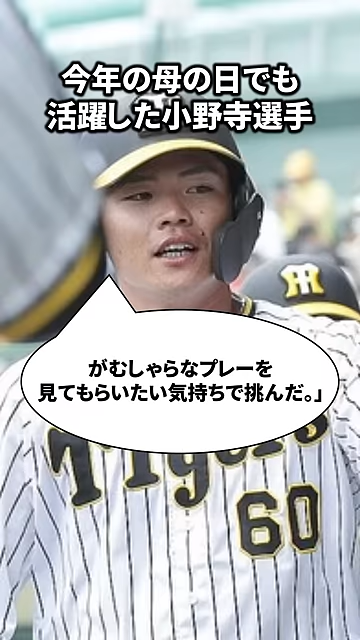 今年の母の日でも
活躍した小野寺選手
がむしゃらなプレーを
見てもらいたい気持ちで挑んだ。」
Tigers
60